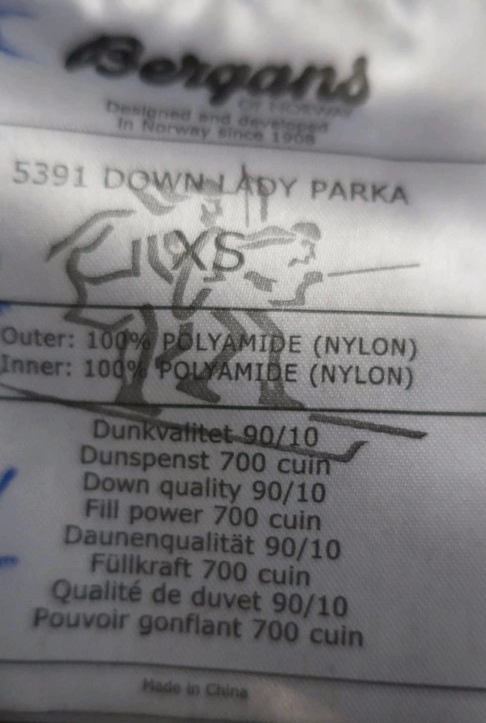 Bergans
OF NORWAY
Designed and developed
In Norway since 1908
5391 DOWN LADY PARKA
XS
Outer: 100% POLYAMIDE (NYLON)
Inner: 100% POLYAMIDE (NYLON)
Dunkvalitet 90/10
Dunspenst 700 cuin
Down quality 90/10
Fill power 700 cuin
Daunenqualität 90/10
Füllkraft 700 cuin
Qualité de duvet 90/10
Pouvoir gonflant 700 cuin
Made in China